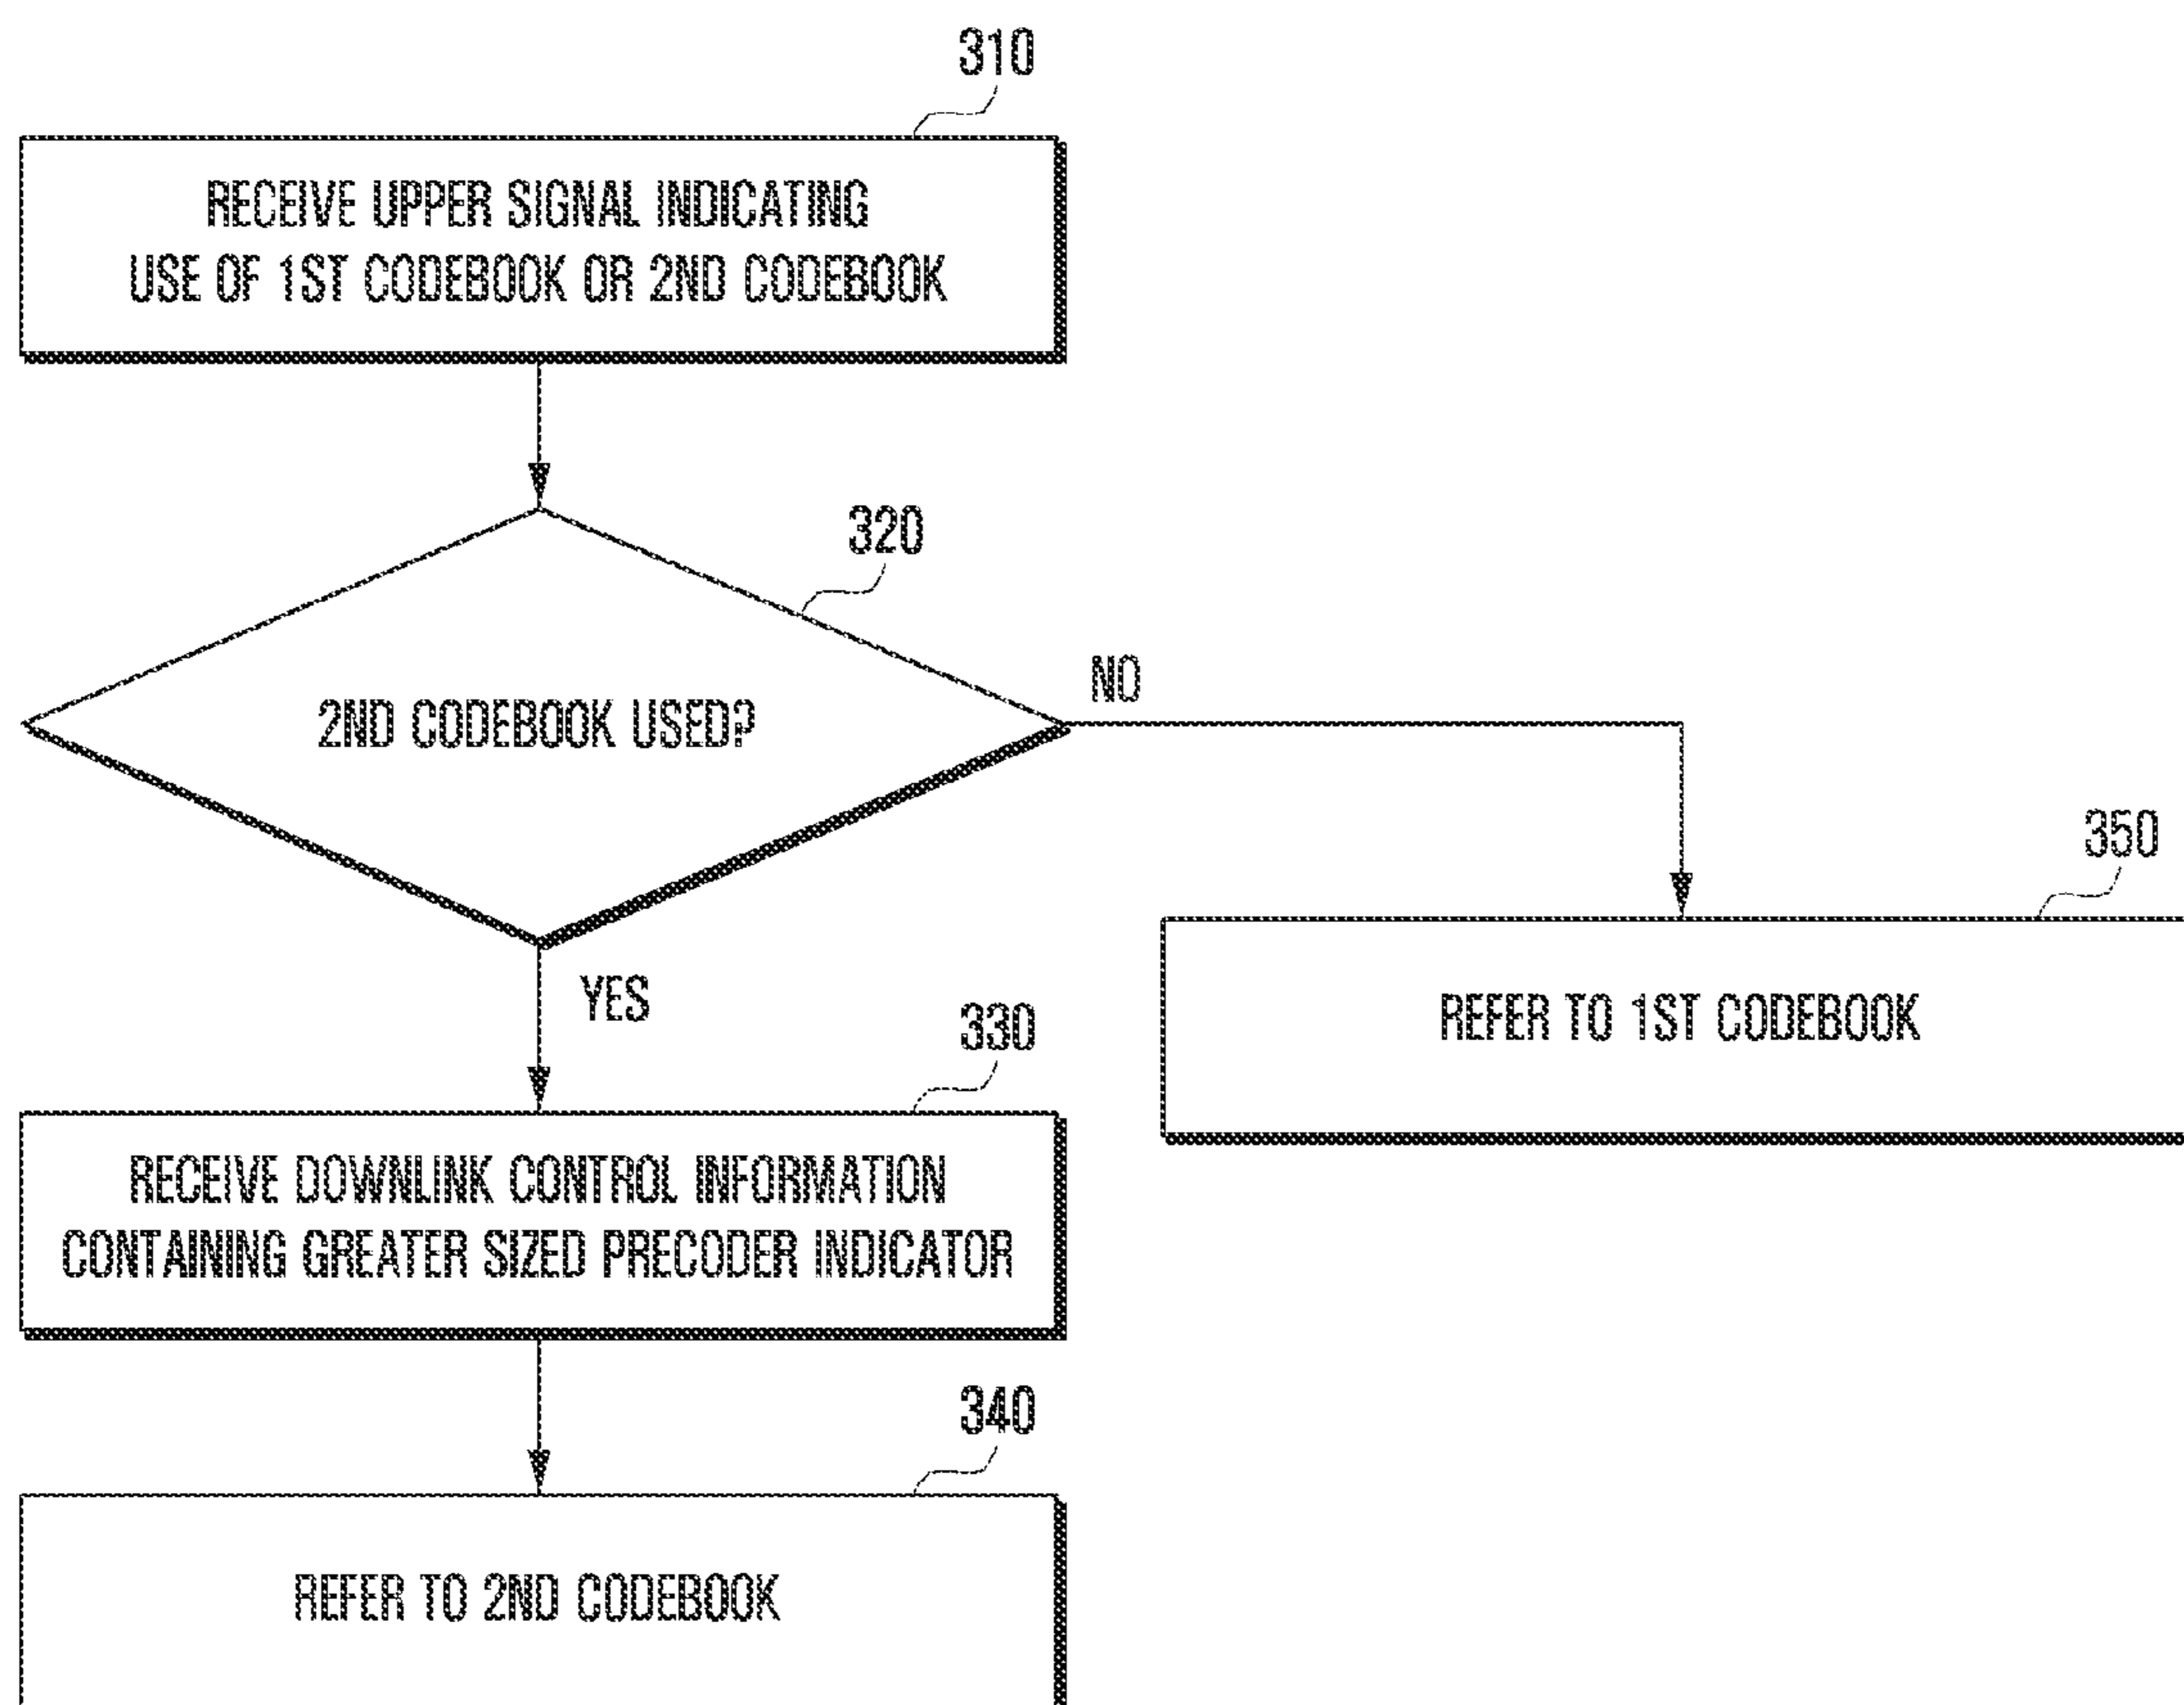 310
RECEIVE UPPER SIGNAL INDICATING
USE OF 1ST CODEBOOK OR 2ND CODEBOOK
320
2ND CODEBOOK USED?
NO
350
REFER TO 1ST CODEBOOK
YES
330
RECEIVE DOWNLINK CONTROL INFORMATION
CONTAINING GREATER SIZED PRECODER INDICATOR
340
REFER TO 2ND CODEBOOK